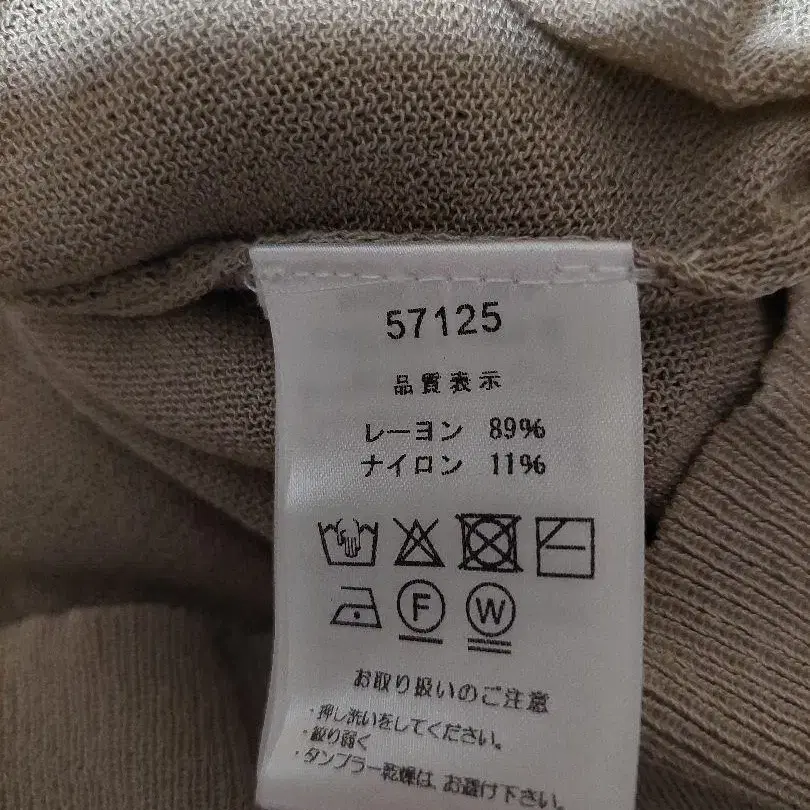 57125
品質表示
レーヨン 89%
ナイロン 11%
F W
お取り扱いのご注意
・押し洗いをしてください。
・絞り弱く
・タンブラー乾燥は、お避け下さい。